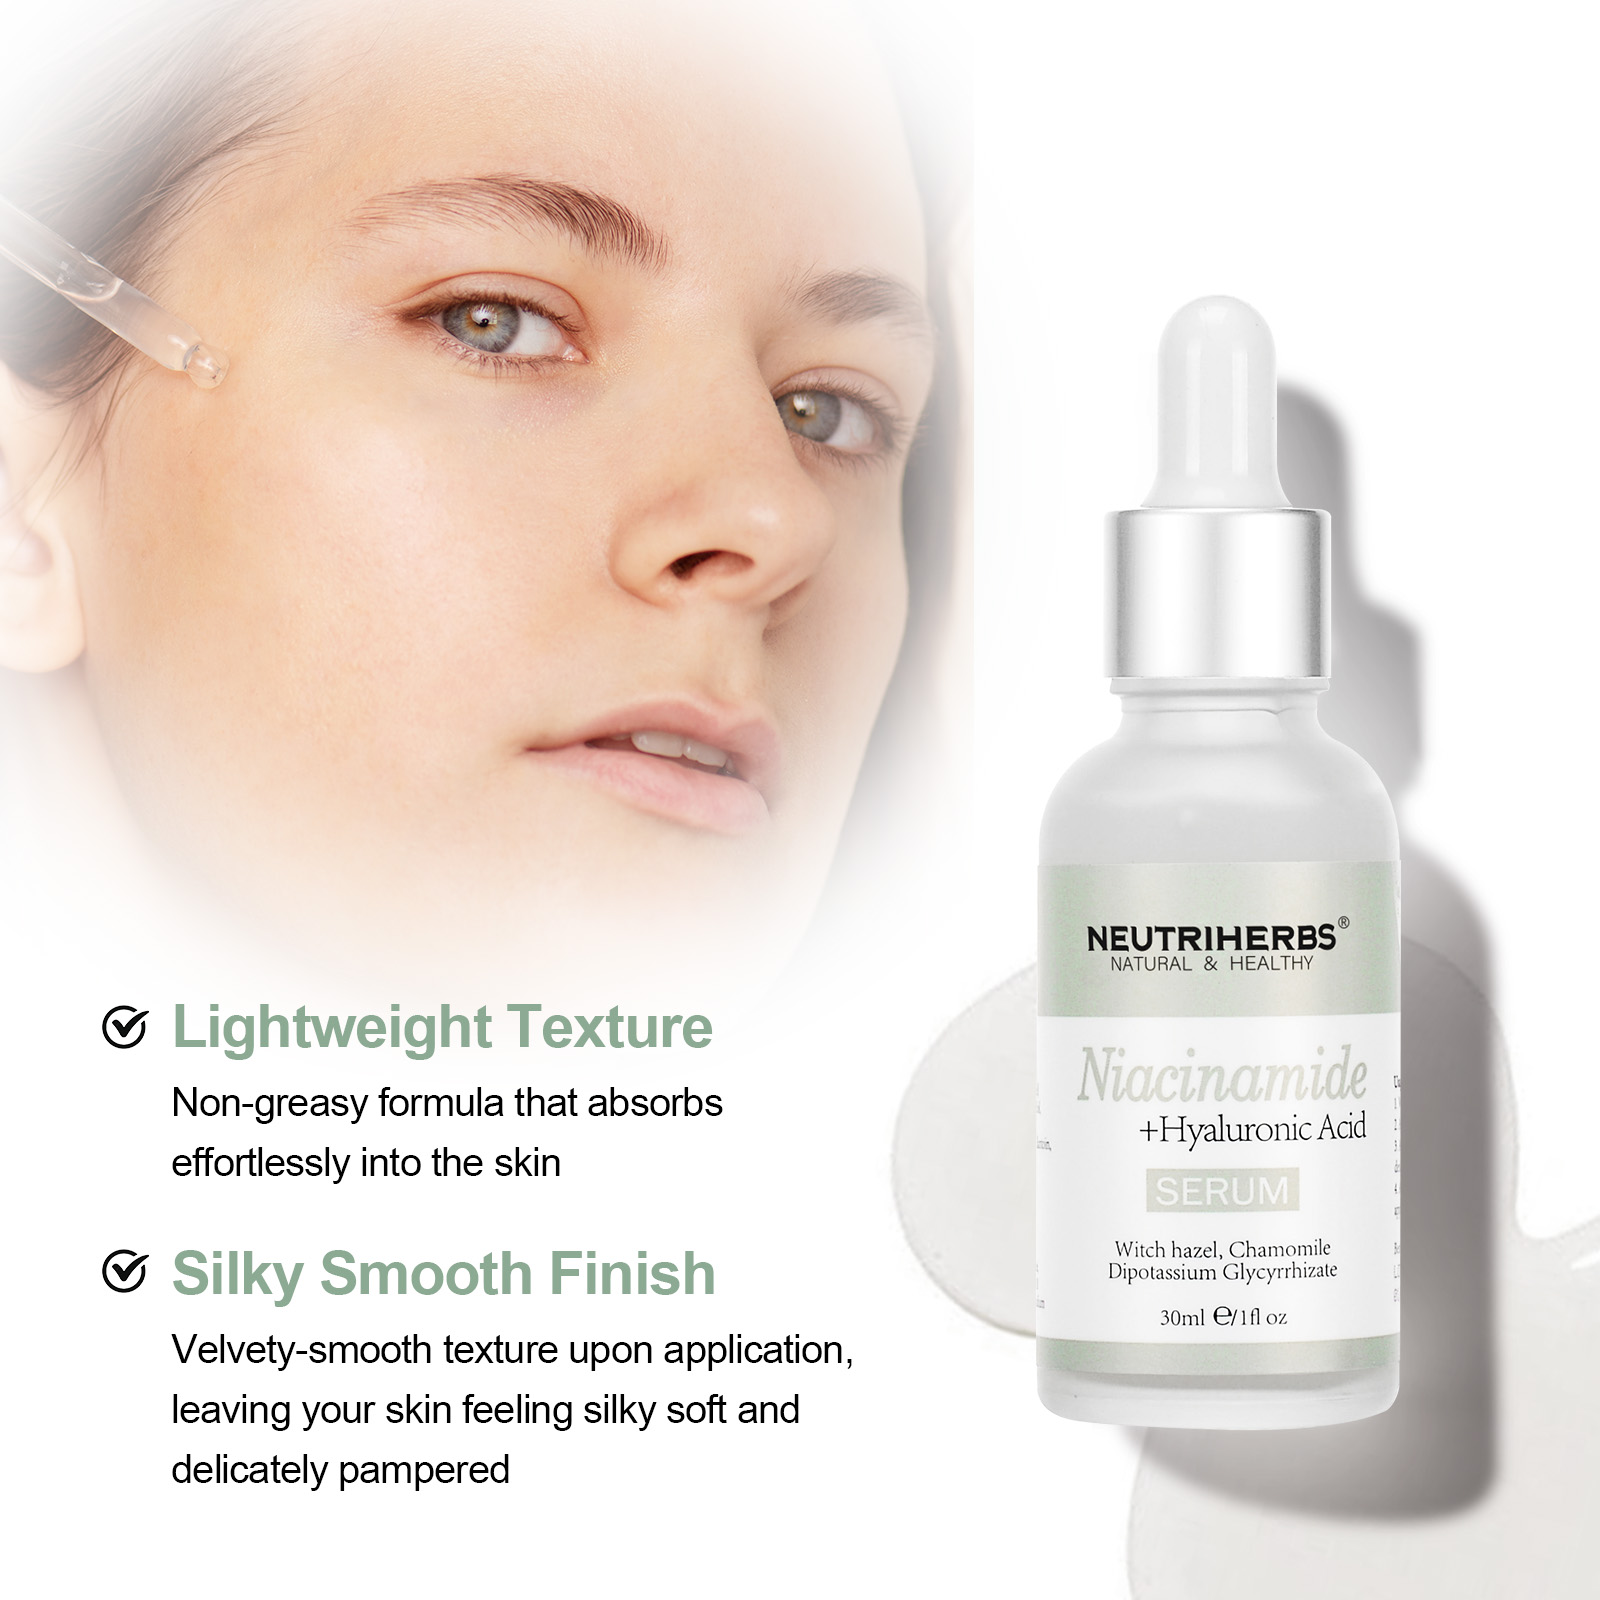 Lightweight Texture
Non-greasy formula that absorbs
effortlessly into the skin
Silky Smooth Finish
Velvety-smooth texture upon application,
leaving your skin feeling silky soft and
delicately pampered
NEUTRIHERBS®
NATURAL & HEALTHY
Niacinamide
+Hyaluronic Acid
SERUM
Witch hazel, Chamomile
Dipotassium Glycyrrhizate
30ml ℮/1fl oz